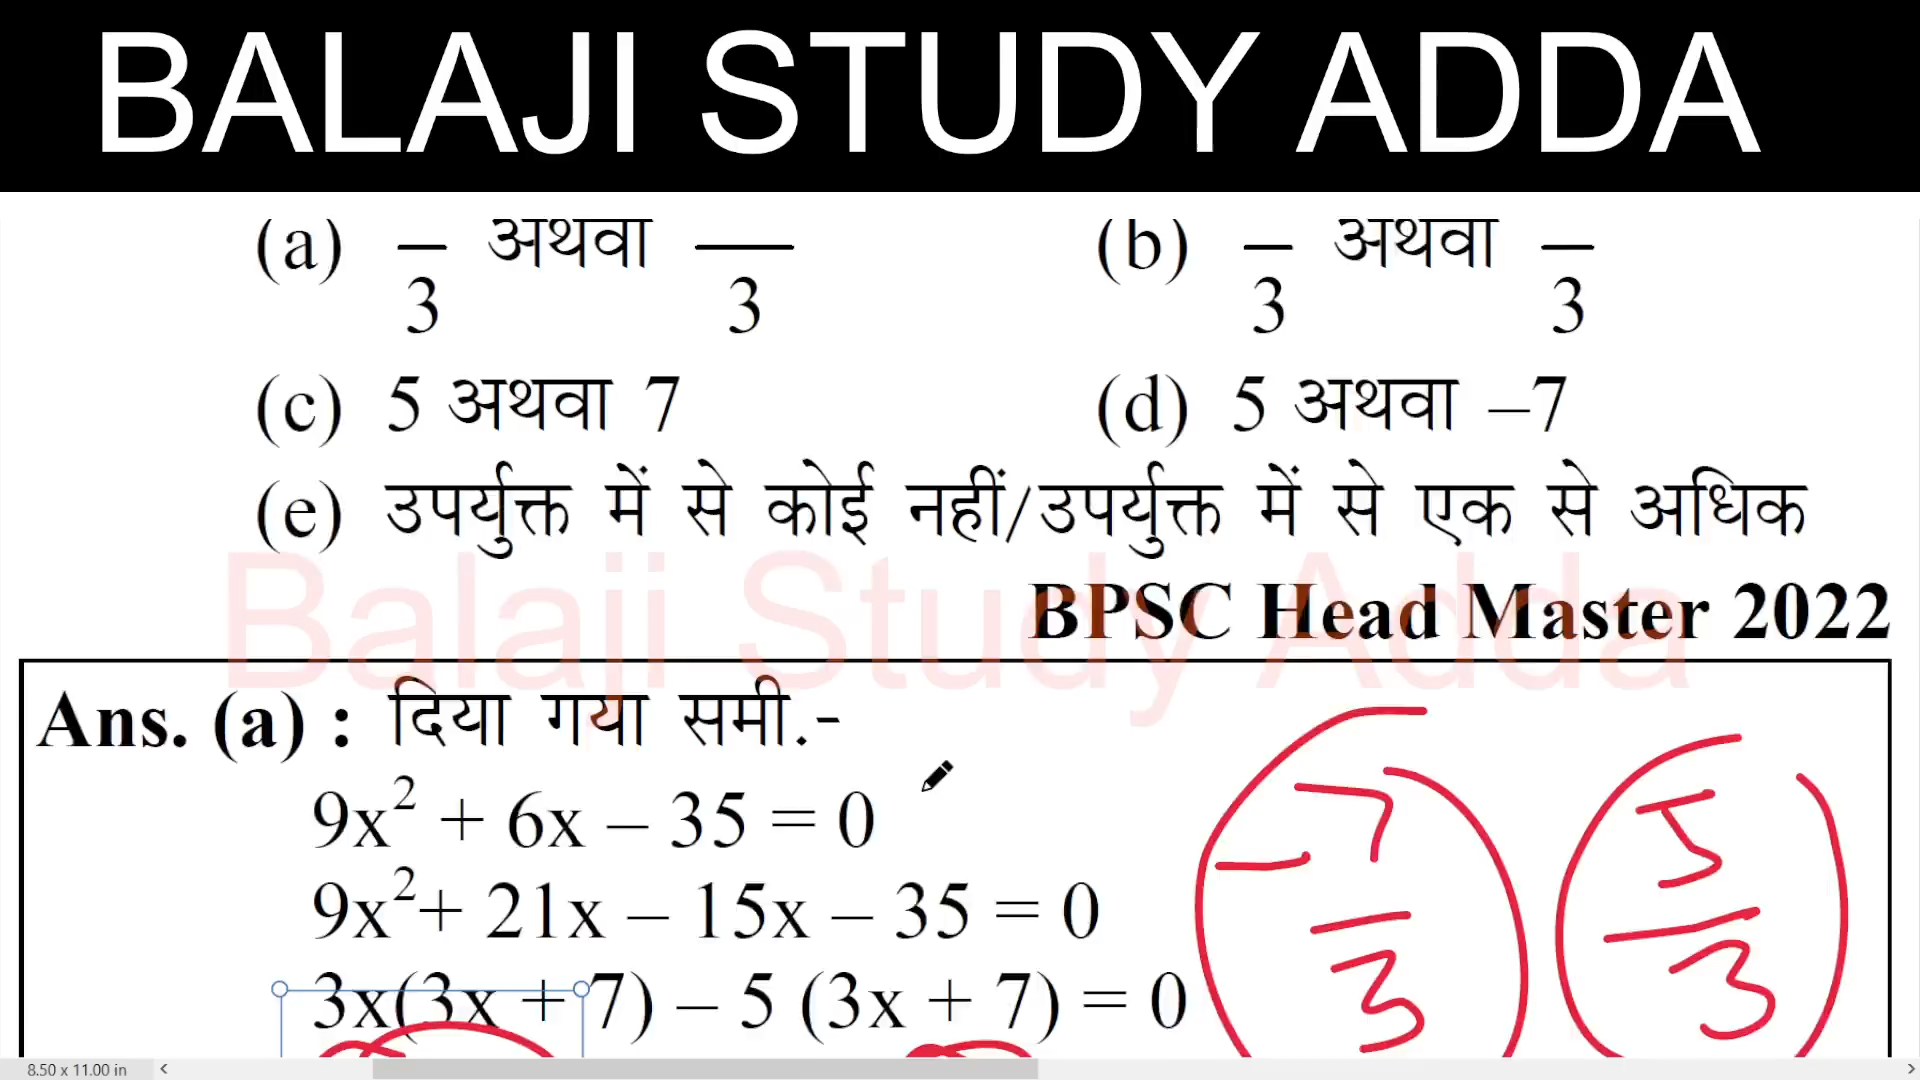 BALAJI STUDY ADDA
(a) — अथवा — (b) — अथवा —
3 3 3 3
(c) 5 अथवा 7 (d) 5 अथवा –7
(e) उपर्युक्त में से कोई नहीं/उपर्युक्त में से एक से अधिक
Balaji Study Adda
BPSC Head Master 2022
Ans. (a) : दिया गया समी.-
9x² + 6x – 35 = 0
9x²+ 21x – 15x – 35 = 0
3x(3x + 7) – 5 (3x + 7) = 0
–7/3 5/3
8.50 x 11.00 in